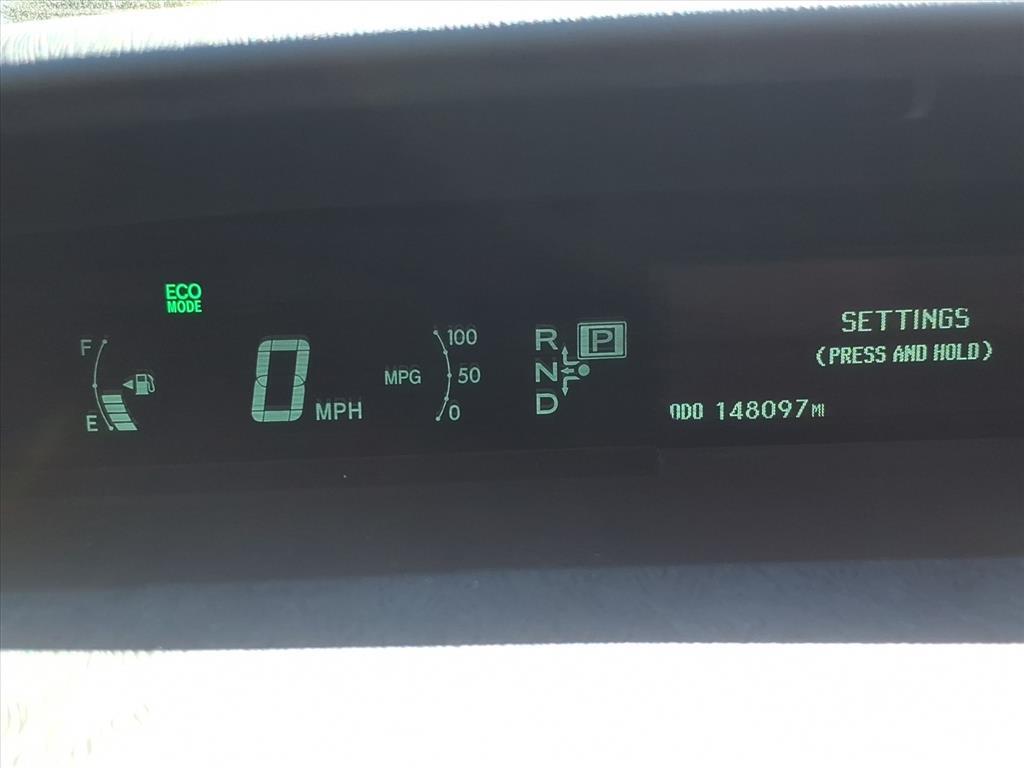 ECO
MODE
F
E
0 MPH
MPG
100
50
0
R P
N
D
SETTINGS
(PRESS AND HOLD)
ODO 148097 MI